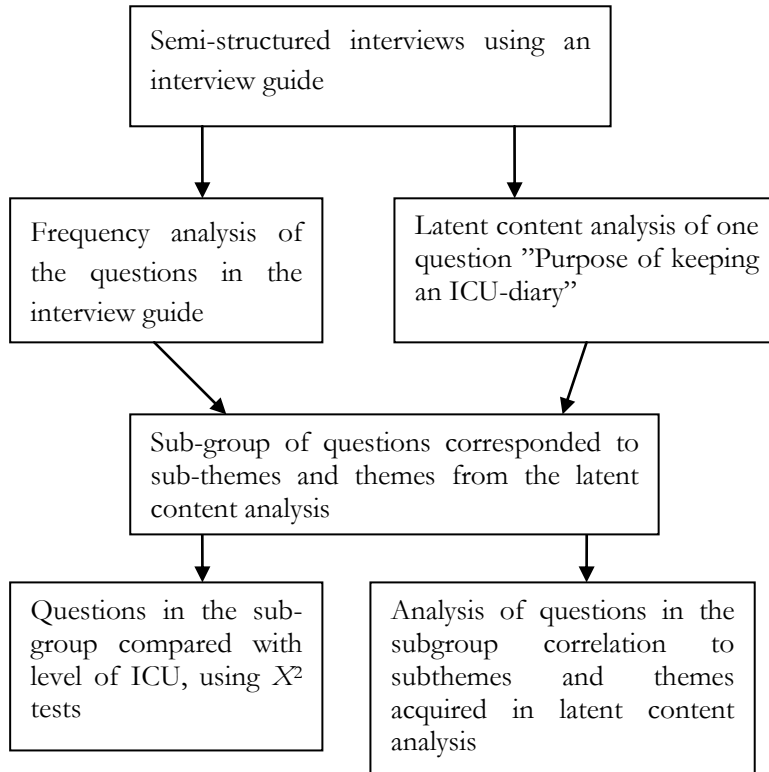 Semi-structured interviews using an
interview guide
Frequency analysis of
the questions in the
interview guide
Latent content analysis of one
question ”Purpose of keeping
an ICU-diary”
Sub-group of questions corresponded to
sub-themes and themes from the latent
content analysis
Questions in the sub-
group compared with
level of ICU, using X² 
tests
Analysis of questions in the
subgroup correlation to
subthemes and themes
acquired in latent content
analysis